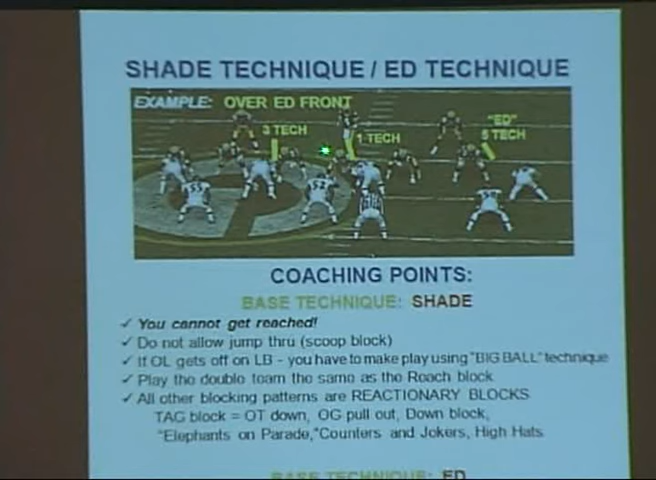 SHADE TECHNIQUE / ED TECHNIQUE
EXAMPLE: OVER ED FRONT
3 TECH
1 TECH
"ED"
5 TECH
55
52
COACHING POINTS:
BASE TECHNIQUE: SHADE
✓ You cannot get reached!
✓ Do not allow jump thru (scoop block)
✓ If OL gets off on LB - you have to make play using "BIG BALL" technique
✓ Play the double team the same as the Reach block
✓ All other blocking patterns are REACTIONARY BLOCKS
TAG block = OT down, OG pull out, Down block,
"Elephants on Parade,"Counters and Jokers, High Hats
BASE TECHNIQUE: ED